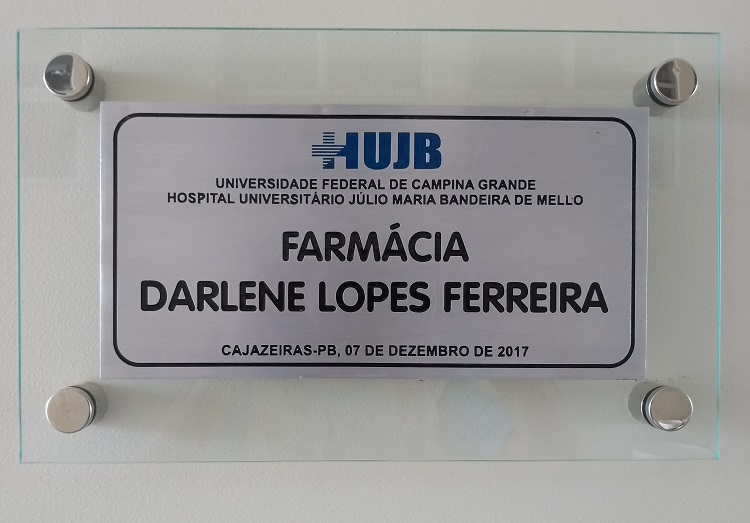 HUJB
UNIVERSIDADE FEDERAL DE CAMPINA GRANDE
HOSPITAL UNIVERSITÁRIO JÚLIO MARIA BANDEIRA DE MELLO
FARMÁCIA
DARLENE LOPES FERREIRA
CAJAZEIRAS-PB, 07 DE DEZEMBRO DE 2017